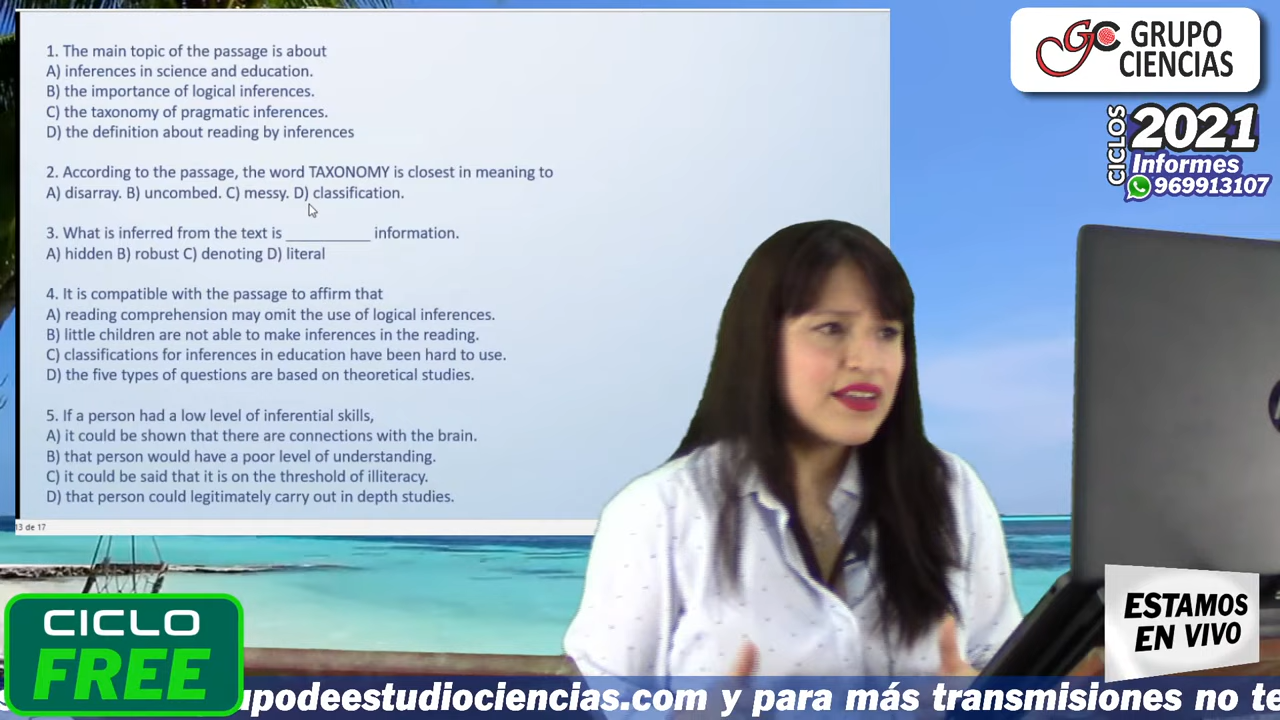 1. The main topic of the passage is about
A) inferences in science and education.
B) the importance of logical inferences.
C) the taxonomy of pragmatic inferences.
D) the definition about reading by inferences
2. According to the passage, the word TAXONOMY is closest in meaning to
A) disarray. B) uncombed. C) messy. D) classification.
3. What is inferred from the text is __________ information.
A) hidden B) robust C) denoting D) literal
4. It is compatible with the passage to affirm that
A) reading comprehension may omit the use of logical inferences.
B) little children are not able to make inferences in the reading.
C) classifications for inferences in education have been hard to use.
D) the five types of questions are based on theoretical studies.
5. If a person had a low level of inferential skills,
A) it could be shown that there are connections with the brain.
B) that person would have a poor level of understanding.
C) it could be said that it is on the threshold of illiteracy.
D) that person could legitimately carry out in depth studies.
13 de 17
GC GRUPO
CIENCIAS
CICLOS 2021
Informes
969913107
ESTAMOS
EN VIVO
CICLO
FREE
upodeestudiociencias.com y para más transmisiones no te